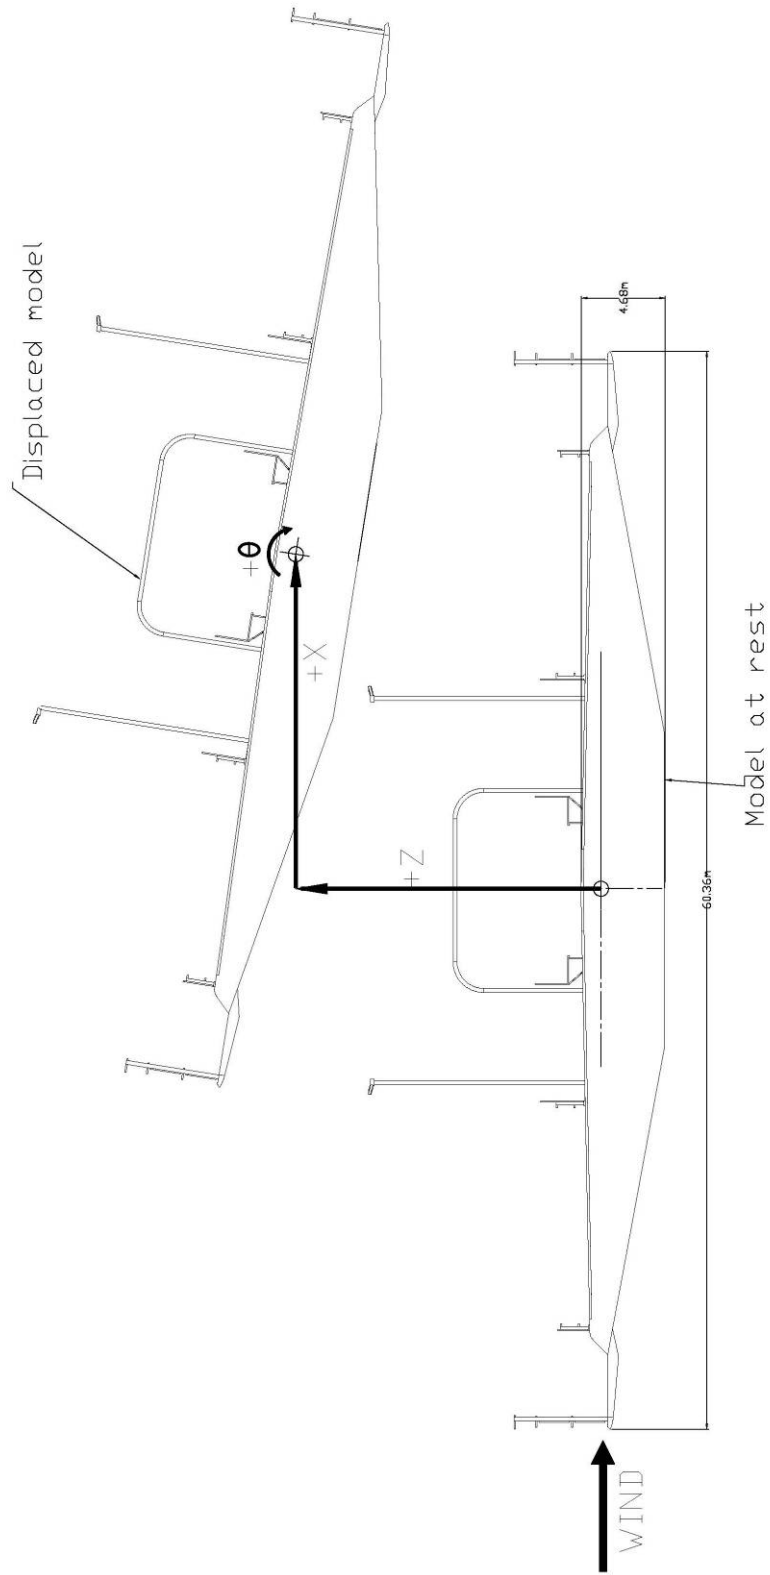 Displaced model
+θ
+X
+Z
4.68m
60.36m
Model at rest
WIND